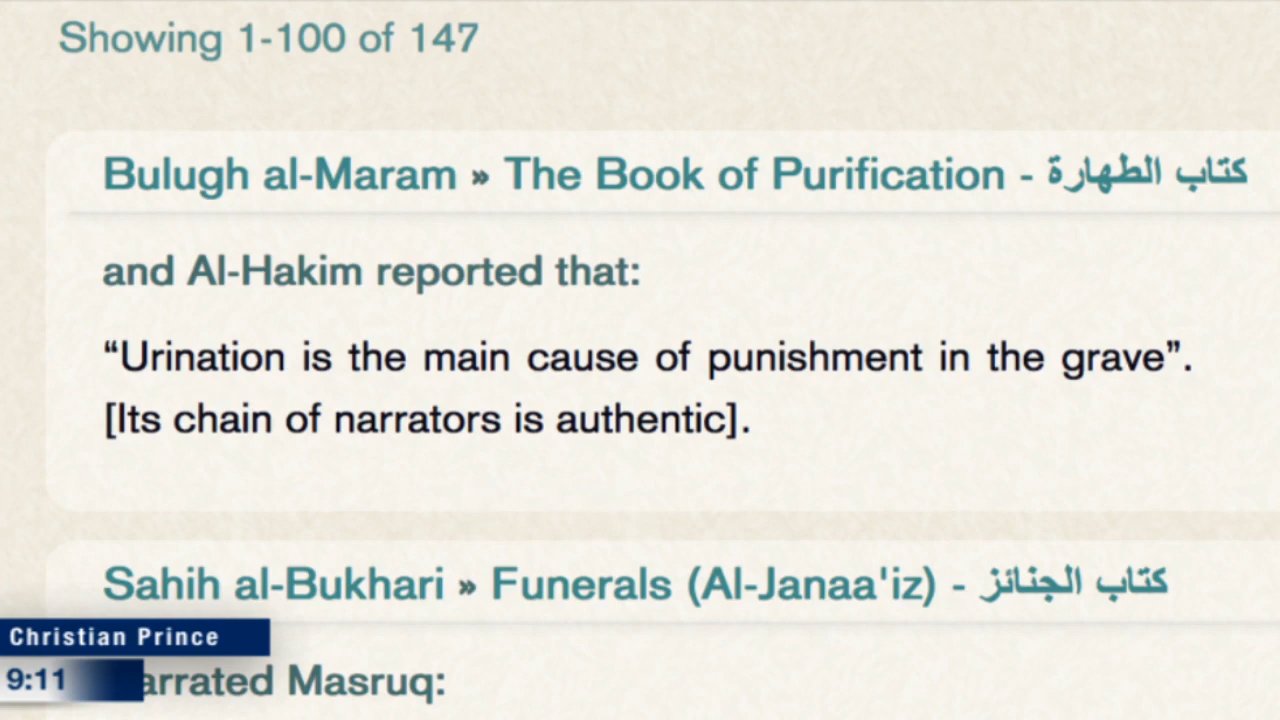 Showing 1-100 of 147
Bulugh al-Maram » The Book of Purification - كتاب الطهارة
and Al-Hakim reported that:
“Urination is the main cause of punishment in the grave”.
[Its chain of narrators is authentic].
Sahih al-Bukhari » Funerals (Al-Janaa'iz) - كتاب الجنائز
Christian Prince
9:11
arrated Masruq: